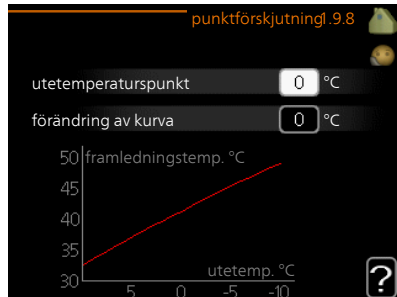 punktförskjutning1.9.8
utetemperaturspunkt 0 °C
förändring av kurva 0 °C
50 framledningstemp. °C
45
40
35
utetemp. °C
30
5 0 -5 -10
?